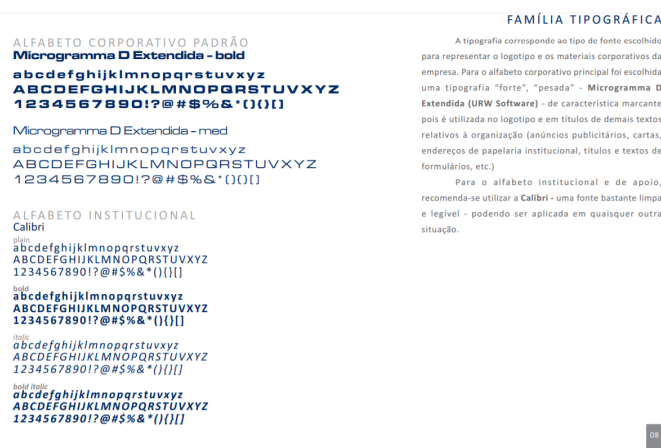 FAMÍLIA TIPOGRÁFICA
ALFABETO CORPORATIVO PADRÃO
Microgramma D Extendida - bold
abcdefghijklmnopqrstuvxyz
ABCDEFGHIJKLMNOPQRSTUVXYZ
1234567890!?@#$%&*(){}[]
Microgramma D Extendida - med
abcdefghijklmnopqrstuvxyz
ABCDEFGHIJKLMNOPQRSTUVXYZ
1234567890!?@#$%&*(){}[]
ALFABETO INSTITUCIONAL
Calibri
plain
abcdefghijklmnopqrstuvxyz
ABCDEFGHIJKLMNOPQRSTUVXYZ
1234567890!?@#$%&*(){}[]
bold
abcdefghijklmnopqrstuvxyz
ABCDEFGHIJKLMNOPQRSTUVXYZ
1234567890!?@#$%&*(){}[]
italic
abcdefghijklmnopqrstuvxyz
ABCDEFGHIJKLMNOPQRSTUVXYZ
1234567890!?@#$%&*(){}[]
bold italic
abcdefghijklmnopqrstuvxyz
ABCDEFGHIJKLMNOPQRSTUVXYZ
1234567890!?@#$%&*(){}[]
A tipografia corresponde ao tipo de fonte escolhido
para representar o logotipo e os materiais corporativos da
empresa. Para o alfabeto corporativo principal foi escolhida
uma tipografia "forte", "pesada" - Microgramma D
Extendida (URW Software) - de característica marcante
pois é utilizada no logotipo e em títulos de demais textos
relativos à organização (anúncios publicitários, cartas,
endereços de papelaria institucional, títulos e textos de
formulários, etc.)
Para o alfabeto institucional e de apoio,
recomenda-se utilizar a Calibri - uma fonte bastante limpa
e legível - podendo ser aplicada em quaisquer outra
situação.
08